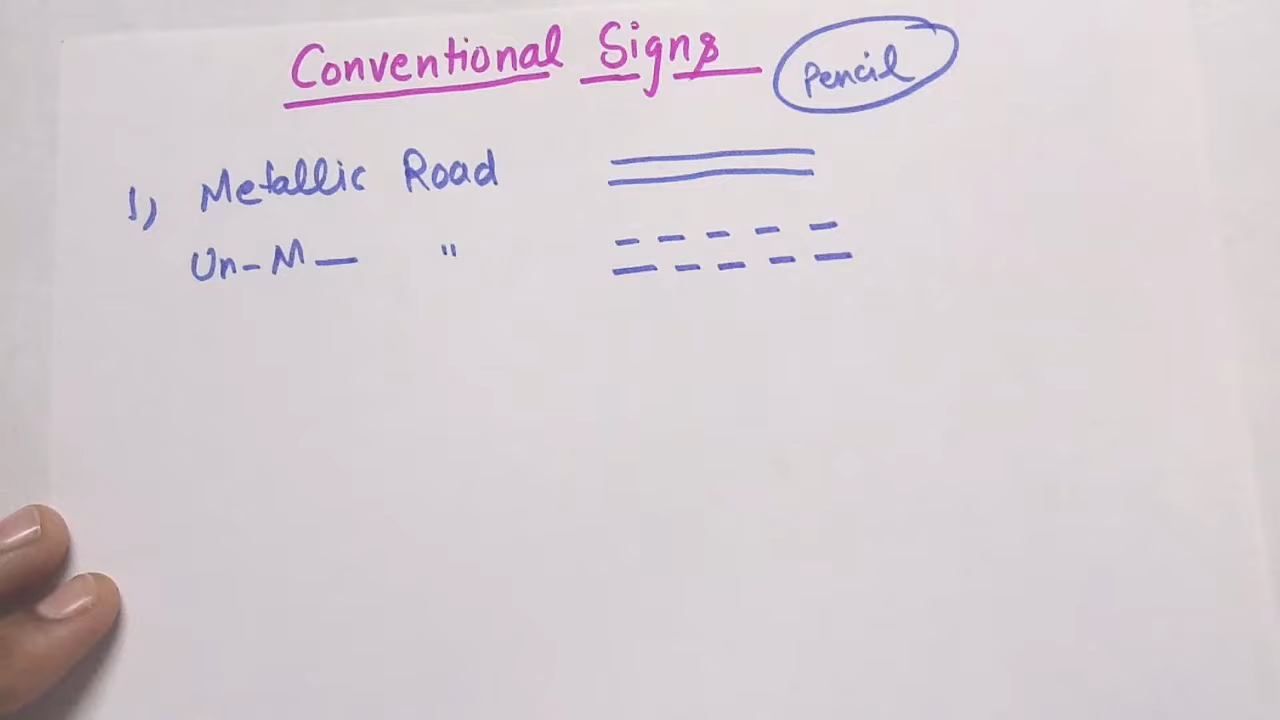 Conventional Signs
Pencil
1) Metallic Road
Un-M— "